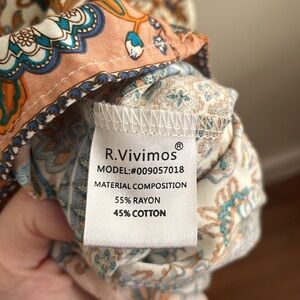 R.Vivimos®
MODEL:#009057018
MATERIAL COMPOSITION
55% RAYON
45% COTTON